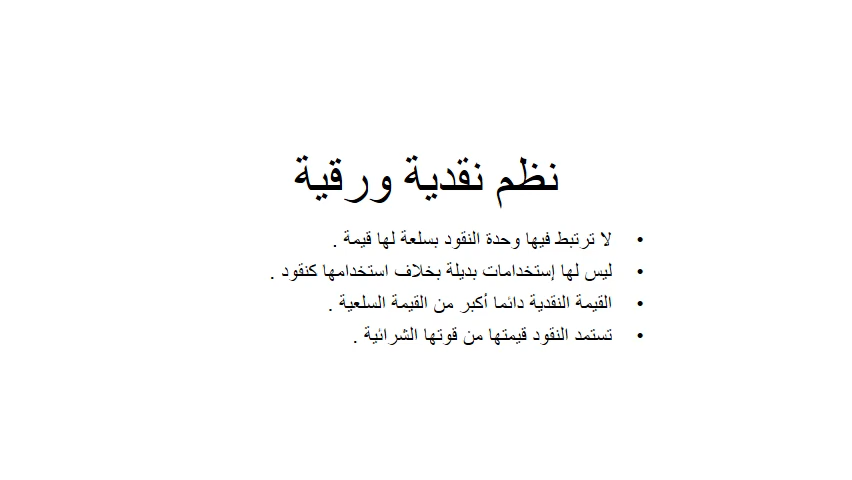 نظم نقدية ورقية
• لا ترتبط فيها وحدة النقود بسلعة لها قيمة .
• ليس لها إستخدامات بديلة بخلاف استخدامها كنقود .
• القيمة النقدية دائما أكبر من القيمة السلعية .
• تستمد النقود قيمتها من قوتها الشرائية .